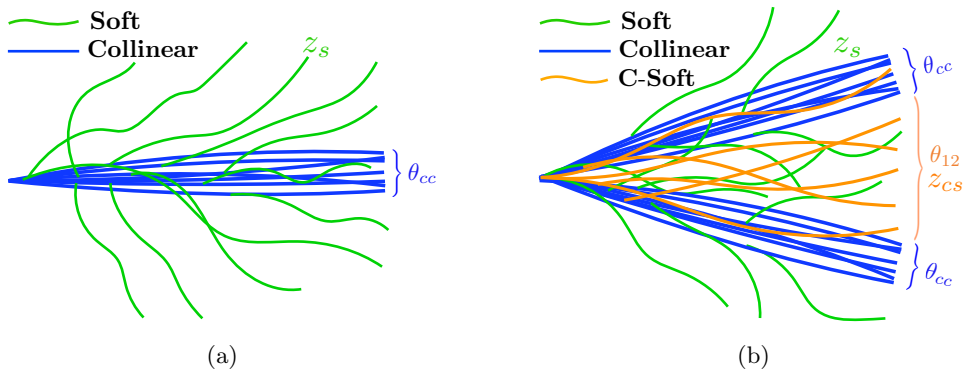 Soft
Collinear
z_s
θ_cc
(a)
Soft
Collinear
C-Soft
z_s
θ_cc
θ_12
z_cs
θ_cc
(b)